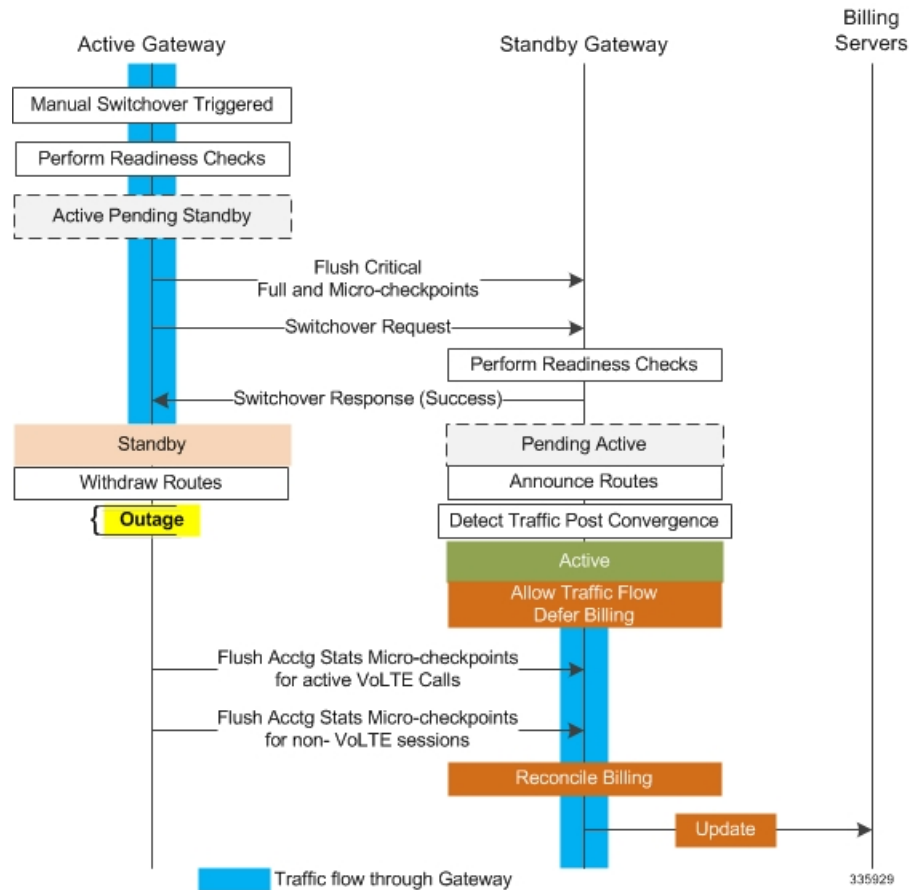 Billing
Servers
Active Gateway
Standby Gateway
Manual Switchover Triggered
Perform Readiness Checks
Active Pending Standby
Flush Critical
Full and Micro-checkpoints
Switchover Request
Perform Readiness Checks
Switchover Response (Success)
Standby
Pending Active
Withdraw Routes
Announce Routes
{ Outage
Detect Traffic Post Convergence
Active
Allow Traffic Flow
Defer Billing
Flush Acctg Stats Micro-checkpoints
for active VoLTE Calls
Flush Acctg Stats Micro-checkpoints
for non- VoLTE sessions
Reconcile Billing
Update
Traffic flow through Gateway
335929